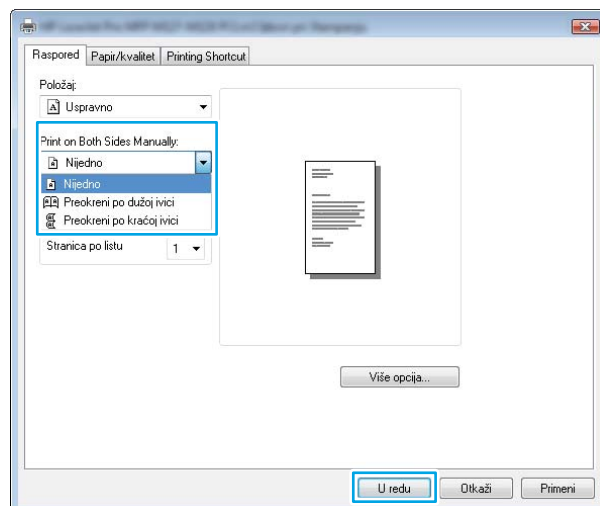 Raspored Papir/kvalitet Printing Shortcut
Položaj:
Uspravno
Print on Both Sides Manually:
Nijedno
Nijedno
Preokreni po dužoj ivici
Preokreni po kraćoj ivici
Stranica po listu 1
Više opcija...
U redu Otkaži Primeni